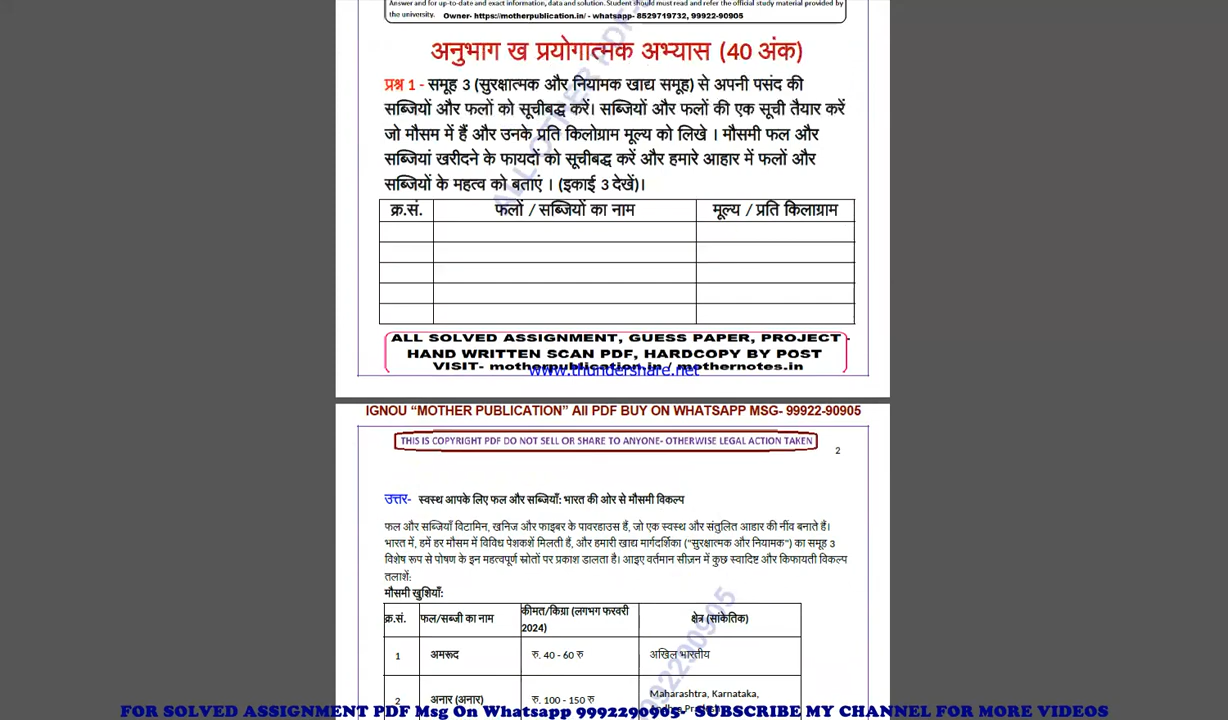 Answer and for up-to-date and exact information, data and solution. Student should must read and refer the official study material provided by
the university. Owner- https://motherpublication.in/ - whatsapp- 8529719732, 99922-90905
अनुभाग ख प्रयोगात्मक अभ्यास (40 अंक)
प्रश्न 1 - समूह 3 (सुरक्षात्मक और नियामक खाद्य समूह) से अपनी पसंद की
सब्जियों और फलों को सूचीबद्ध करें। सब्जियों और फलों की एक सूची तैयार करें
जो मौसम में हैं और उनके प्रति किलोग्राम मूल्य को लिखे । मौसमी फल और
सब्जियां खरीदने के फायदों को सूचीबद्ध करें और हमारे आहार में फलों और
सब्जियों के महत्व को बताएं । (इकाई 3 देखें)।
क्र.सं. फलों / सब्जियों का नाम मूल्य / प्रति किलाग्राम
ALL SOLVED ASSIGNMENT, GUESS PAPER, PROJECT -
HAND WRITTEN SCAN PDF, HARDCOPY BY POST
VISIT- motherpublication.in / mothernotes.in
www.thundershare.net
IGNOU “MOTHER PUBLICATION” All PDF BUY ON WHATSAPP MSG- 99922-90905
THIS IS COPYRIGHT PDF DO NOT SELL OR SHARE TO ANYONE- OTHERWISE LEGAL ACTION TAKEN
2
उत्तर- स्वस्थ आपके लिए फल और सब्जियाँ: भारत की ओर से मौसमी विकल्प
फल और सब्जियाँ विटामिन, खनिज और फाइबर के पावरहाउस हैं, जो एक स्वस्थ और संतुलित आहार की नींव बनाते हैं।
भारत में, हमें हर मौसम में विविध पेशकशें मिलती हैं, और हमारी खाद्य मार्गदर्शिका ("सुरक्षात्मक और नियामक") का समूह 3
विशेष रूप से पोषण के इन महत्वपूर्ण स्रोतों पर प्रकाश डालता है। आइए वर्तमान सीज़न में कुछ स्वादिष्ट और किफायती विकल्प
तलाशें:
मौसमी खुशियाँ:
क्र.सं. फल/सब्जी का नाम कीमत/किग्रा (लगभग फरवरी 2024) क्षेत्र (सांकेतिक)
1 अमरूद रु. 40 - 60 रु अखिल भारतीय
2 अनार (अनार) रु. 100 - 150 रु Maharashtra, Karnataka,
FOR SOLVED ASSIGNMENT PDF Msg On Whatsapp 9992290905- SUBSCRIBE MY CHANNEL FOR MORE VIDEOS